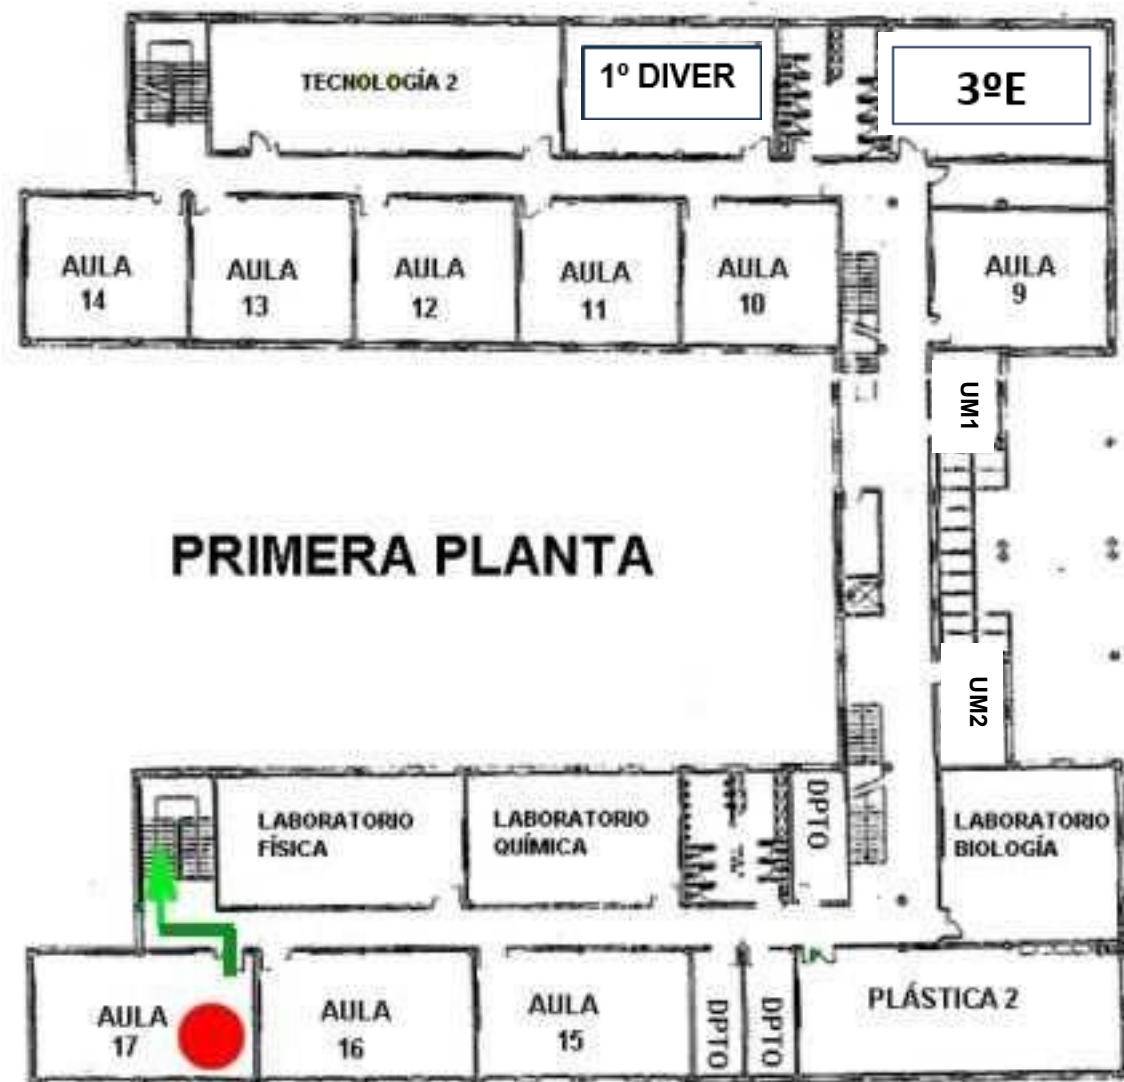 TECNOLOGÍA 2
1º DIVER
3ºE
AULA
14
AULA
13
AULA
12
AULA
11
AULA
10
AULA
9
UM1
PRIMERA PLANTA
UM2
LABORATORIO
FÍSICA
LABORATORIO
QUÍMICA
DPTO
LABORATORIO
BIOLOGÍA
AULA
17
AULA
16
AULA
15
DPTO
DPTO
PLÁSTICA 2